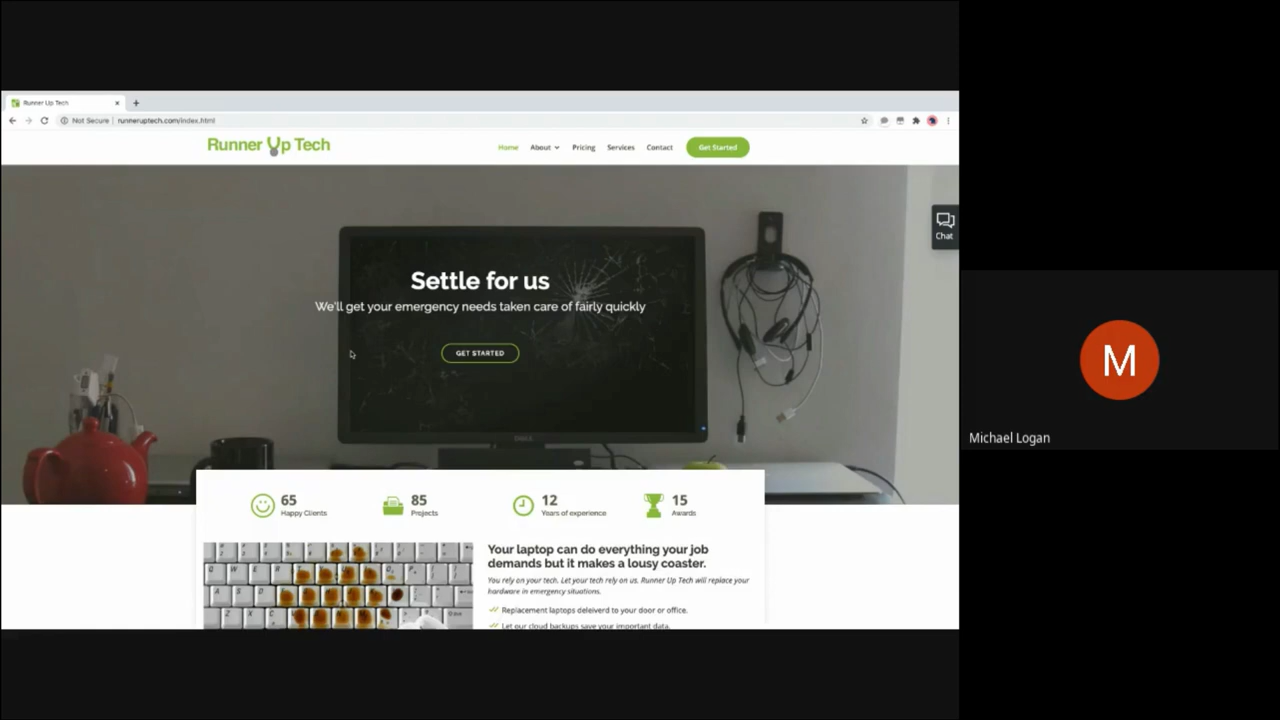 Runner Up Tech
Not Secure | runneruptech.com/index.html
Runner Up Tech
Home About Pricing Services Contact Get Started
Chat
Settle for us
We'll get your emergency needs taken care of fairly quickly
GET STARTED
DELL
65 Happy Clients
85 Projects
12 Years of experience
15 Awards
Your laptop can do everything your job
demands but it makes a lousy coaster.
You rely on your tech. Let your tech rely on us. Runner Up Tech will replace your
hardware in emergency situations.
Replacement laptops deleiverd to your door or office.
Let our cloud backups save your important data.
Q W E R
A S D
Z X C
M
Michael Logan